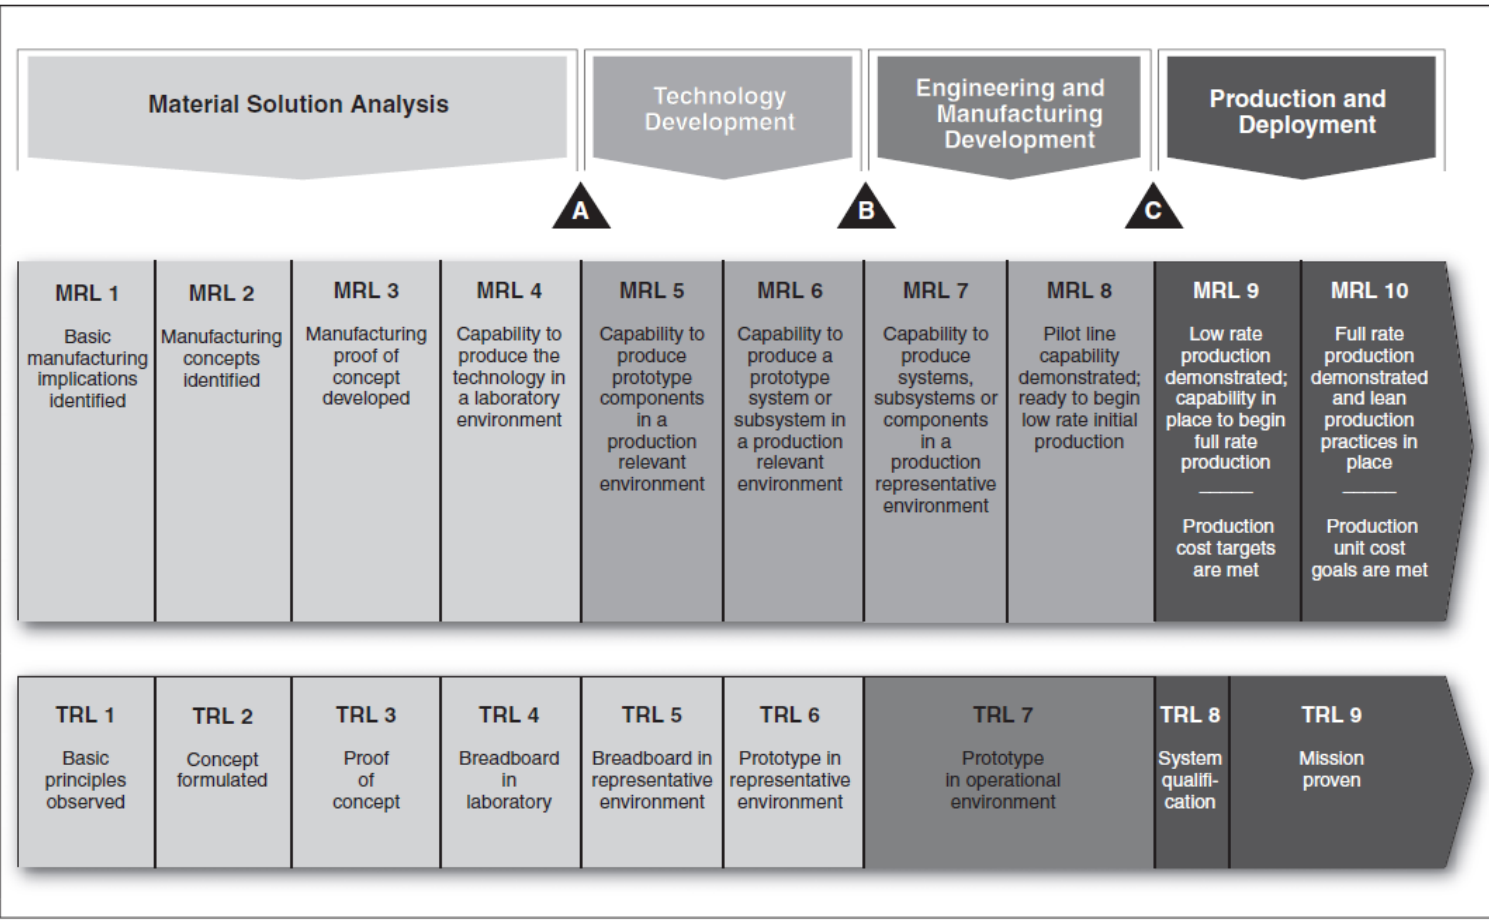 Material Solution Analysis
Technology
Development
Engineering and
Manufacturing
Development
Production and
Deployment
A
B
C
MRL 1
Basic
manufacturing
implications
identified
MRL 2
Manufacturing
concepts
identified
MRL 3
Manufacturing
proof of
concept
developed
MRL 4
Capability to
produce the
technology in
a laboratory
environment
MRL 5
Capability to
produce
prototype
components
in a
production
relevant
environment
MRL 6
Capability to
produce a
prototype
system or
subsystem in
a production
relevant
environment
MRL 7
Capability to
produce
systems,
subsystems or
components
in a
production
representative
environment
MRL 8
Pilot line
capability
demonstrated;
ready to begin
low rate initial
production
MRL 9
Low rate
production
demonstrated;
capability in
place to begin
full rate
production
Production
cost targets
are met
MRL 10
Full rate
production
demonstrated
and lean
production
practices in
place
Production
unit cost
goals are met
TRL 1
Basic
principles
observed
TRL 2
Concept
formulated
TRL 3
Proof
of
concept
TRL 4
Breadboard
in
laboratory
TRL 5
Breadboard in
representative
environment
TRL 6
Prototype in
representative
environment
TRL 7
Prototype
in operational
environment
TRL 8
System
qualifi-
cation
TRL 9
Mission
proven